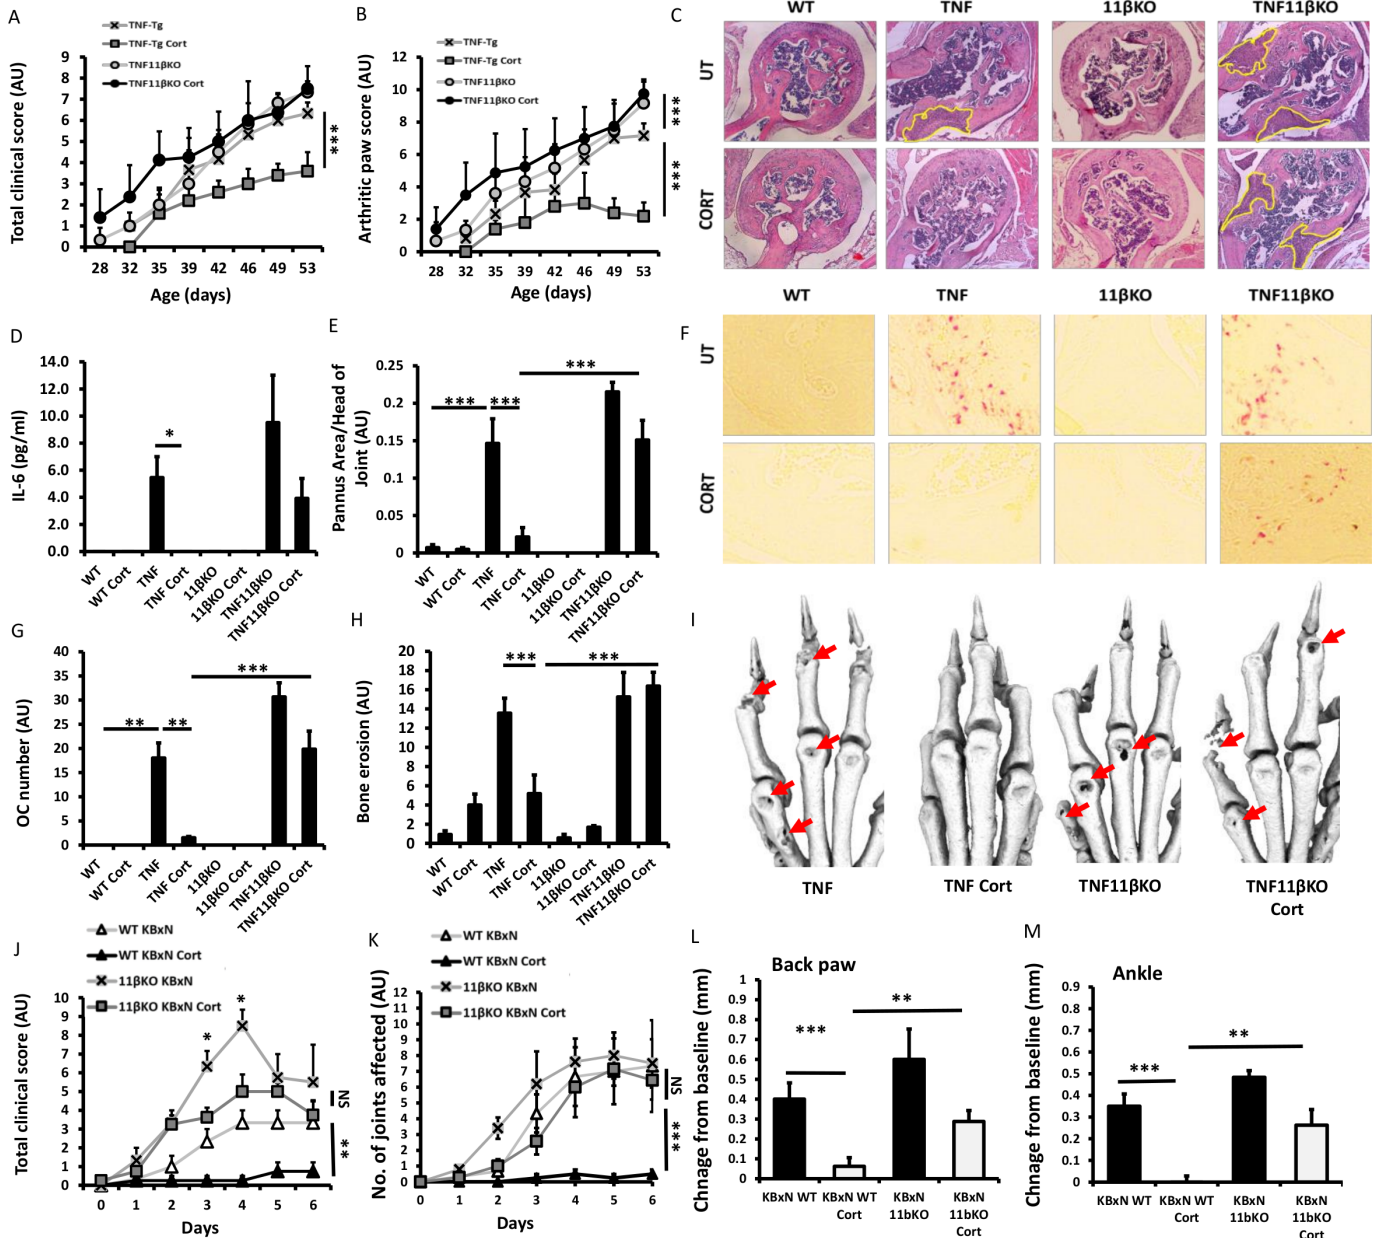 A
TNF-Tg
TNF-Tg Cort
TNF11βKO
TNF11βKO Cort
Total clinical score (AU)
9
8
7
6
5
4
3
2
1
0
***
28 32 35 39 42 46 49 53
Age (days)
B
TNF-Tg
TNF-Tg Cort
TNF11βKO
TNF11βKO Cort
Arthritic paw score (AU)
12
10
8
6
4
2
0
***
***
28 32 35 39 42 46 49 53
Age (days)
C
WT TNF 11βKO TNF11βKO
UT
CORT
D
IL-6 (pg/ml)
14.0
12.0
10.0
8.0
6.0
4.0
2.0
0.0
*
WT
WT Cort
TNF
TNF Cort
11βKO
11βKO Cort
TNF11βKO
TNF11βKO Cort
E
Pannus Area/Head of
Joint (AU)
0.25
0.2
0.15
0.1
0.05
0
*** *** ***
WT
WT Cort
TNF
TNF Cort
11βKO
11βKO Cort
TNF11βKO
TNF11βKO Cort
F
WT TNF 11βKO TNF11βKO
UT
CORT
G
OC number (AU)
40
35
30
25
20
15
10
5
0
** ** ***
WT
WT Cort
TNF
TNF Cort
11βKO
11βKO Cort
TNF11βKO
TNF11βKO Cort
H
Bone erosion (AU)
20
18
16
14
12
10
8
6
4
2
0
*** ***
WT
WT Cort
TNF
TNF Cort
11βKO
11βKO Cort
TNF11βKO
TNF11βKO Cort
I
TNF
TNF Cort
TNF11βKO
TNF11βKO
Cort
J
WT KBxN
WT KBxN Cort
11βKO KBxN
11βKO KBxN Cort
Total clinical score (AU)
10
9
8
7
6
5
4
3
2
1
0
* *
NS
**
0 1 2 3 4 5 6
Days
K
WT KBxN
WT KBxN Cort
11βKO KBxN
11βKO KBxN Cort
No. of joints affected (AU)
12
11
10
9
8
7
6
5
4
3
2
1
0
NS
***
0 1 2 3 4 5 6
Days
L
Back paw
Chnage from baseline (mm)
1
0.9
0.8
0.7
0.6
0.5
0.4
0.3
0.2
0.1
0
*** **
KBxN WT
KBxN WT
Cort
KBxN
11bKO
KBxN
11bKO
Cort
M
Ankle
Chnage from baseline (mm)
0.9
0.8
0.7
0.6
0.5
0.4
0.3
0.2
0.1
0
*** **
KBxN WT
KBxN WT
Cort
KBxN
11bKO
KBxN
11bKO
Cort